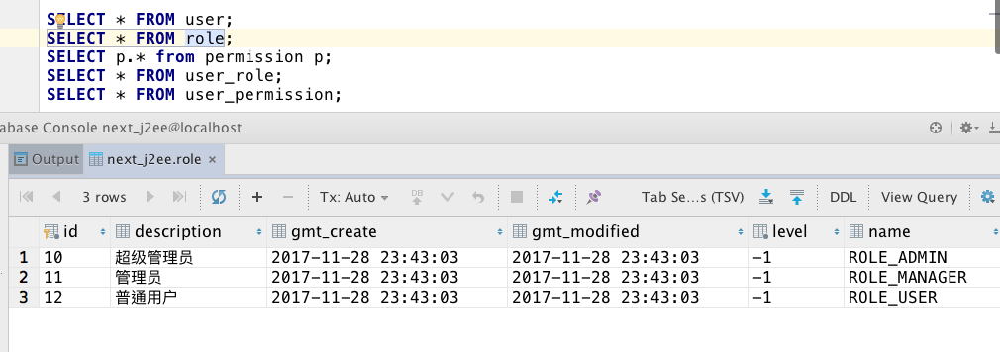 SELECT * FROM user;
SELECT * FROM role;
SELECT p.* from permission p;
SELECT * FROM user_role;
SELECT * FROM user_permission;
abase Console next_j2ee@localhost
Output next_j2ee.role ×
3 rows Tx: Auto DB Tab Se...s (TSV) DDL View Query
id description gmt_create gmt_modified level name
1 10 超级管理员 2017-11-28 23:43:03 2017-11-28 23:43:03 -1 ROLE_ADMIN
2 11 管理员 2017-11-28 23:43:03 2017-11-28 23:43:03 -1 ROLE_MANAGER
3 12 普通用户 2017-11-28 23:43:03 2017-11-28 23:43:03 -1 ROLE_USER